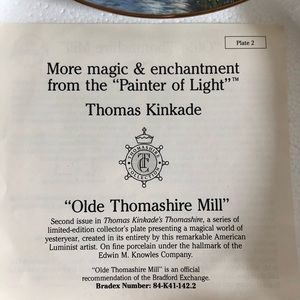 Plate 2
More magic & enchantment
from the "Painter of Light"™
Thomas Kinkade
THOMASHIRE
TC
COLLECTION
"Olde Thomashire Mill"
Second issue in Thomas Kinkade's Thomashire, a series of
limited-edition collector's plate presenting a magical world of
yesteryear, created in its entirety by this remarkable American
Luminist artist. On fine porcelain under the hallmark of the
Edwin M. Knowles Company.
"Olde Thomashire Mill" is an official
recommendation of the Bradford Exchange.
Bradex Number: 84-K41-142.2